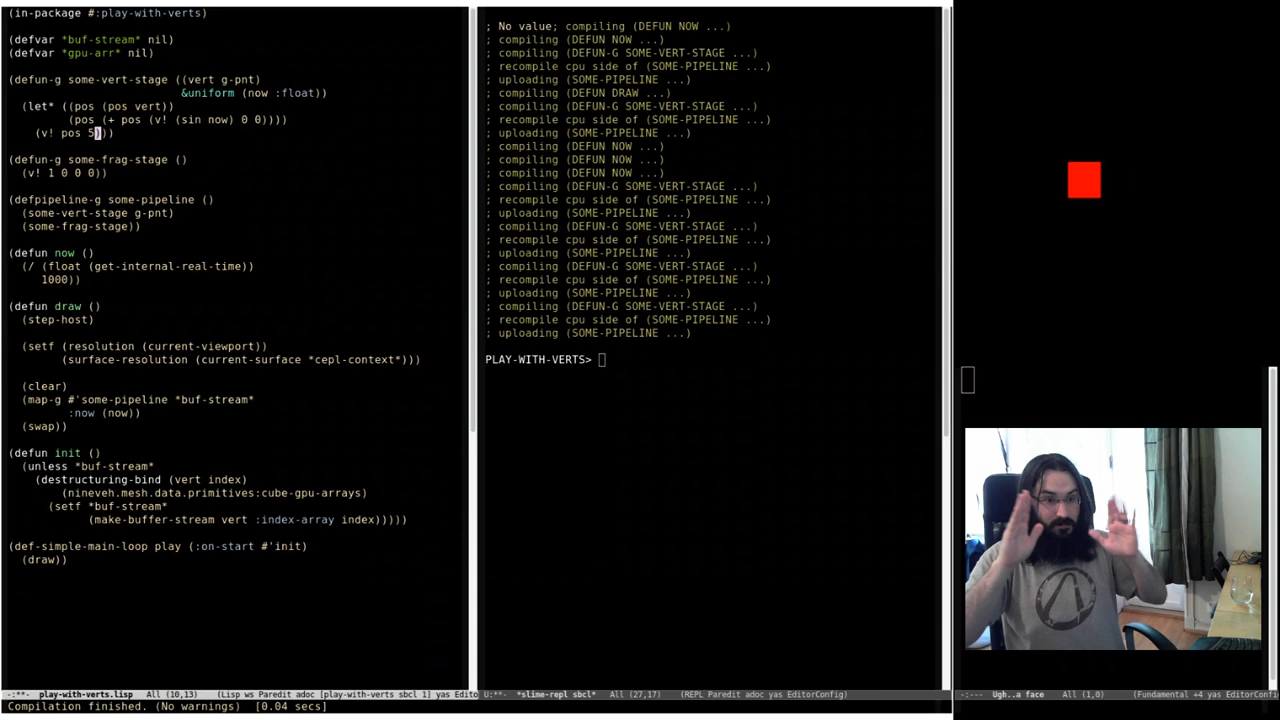 (in-package #:play-with-verts)
(defvar *buf-stream* nil)
(defvar *gpu-arr* nil)
(defun-g some-vert-stage ((vert g-pnt)
&uniform (now :float))
(let* ((pos (pos vert))
(pos (+ pos (v! (sin now) 0 0))))
(v! pos 5)))
(defun-g some-frag-stage ()
(v! 1 0 0 0))
(defpipeline-g some-pipeline ()
(some-vert-stage g-pnt)
(some-frag-stage))
(defun now ()
(/ (float (get-internal-real-time))
1000))
(defun draw ()
(step-host)
(setf (resolution (current-viewport))
(surface-resolution (current-surface *cepl-context*)))
(clear)
(map-g #'some-pipeline *buf-stream*
:now (now))
(swap))
(defun init ()
(unless *buf-stream*
(destructuring-bind (vert index)
(nineveh.mesh.data.primitives:cube-gpu-arrays)
(setf *buf-stream*
(make-buffer-stream vert :index-array index)))))
(def-simple-main-loop play (:on-start #'init)
(draw))
-:**- play-with-verts.lisp All (10,13) (Lisp ws Paredit adoc [play-with-verts sbcl 1] yas Edito
Compilation finished. (No warnings) [0.04 secs]
; No value; compiling (DEFUN NOW ...)
; compiling (DEFUN NOW ...)
; compiling (DEFUN-G SOME-VERT-STAGE ...)
; recompile cpu side of (SOME-PIPELINE ...)
; uploading (SOME-PIPELINE ...)
; compiling (DEFUN DRAW ...)
; compiling (DEFUN-G SOME-VERT-STAGE ...)
; recompile cpu side of (SOME-PIPELINE ...)
; uploading (SOME-PIPELINE ...)
; compiling (DEFUN NOW ...)
; compiling (DEFUN NOW ...)
; compiling (DEFUN NOW ...)
; compiling (DEFUN-G SOME-VERT-STAGE ...)
; recompile cpu side of (SOME-PIPELINE ...)
; uploading (SOME-PIPELINE ...)
; compiling (DEFUN-G SOME-VERT-STAGE ...)
; recompile cpu side of (SOME-PIPELINE ...)
; uploading (SOME-PIPELINE ...)
; compiling (DEFUN-G SOME-VERT-STAGE ...)
; recompile cpu side of (SOME-PIPELINE ...)
; uploading (SOME-PIPELINE ...)
; compiling (DEFUN-G SOME-VERT-STAGE ...)
; recompile cpu side of (SOME-PIPELINE ...)
; uploading (SOME-PIPELINE ...)
PLAY-WITH-VERTS>
U:**- *slime-repl sbcl* All (27,17) (REPL Paredit adoc yas EditorConfig)
-:--- Ugh..a face All (1,0) (Fundamental +4 yas EditorConfi